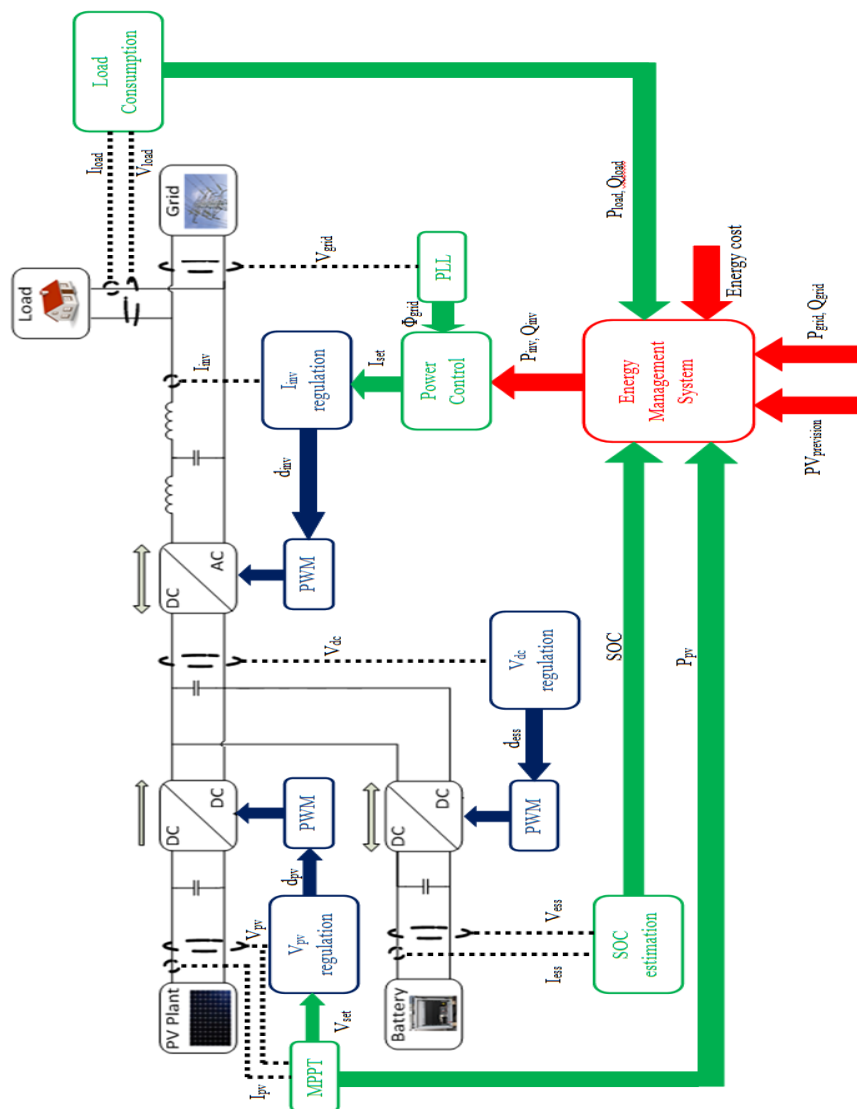 Load
Consumption
Iload
Vload
Load
Grid
Vgrid
PLL
Φgrid
Pload, Qload
Energy cost
Pgrid, Qgrid
PVprevision
Energy
Management
System
Pinv, Qinv
Power
Control
Iset
Iinv
regulation
Iinv
dinv
PWM
DC
AC
Vdc
Vdc
regulation
dess
PWM
SOC
Ppv
DC
DC
PWM
dpv
Vpv
regulation
Vpv
DC
DC
PV Plant
Ipv
Vset
MPPT
Battery
Vess
Iess
SOC
estimation